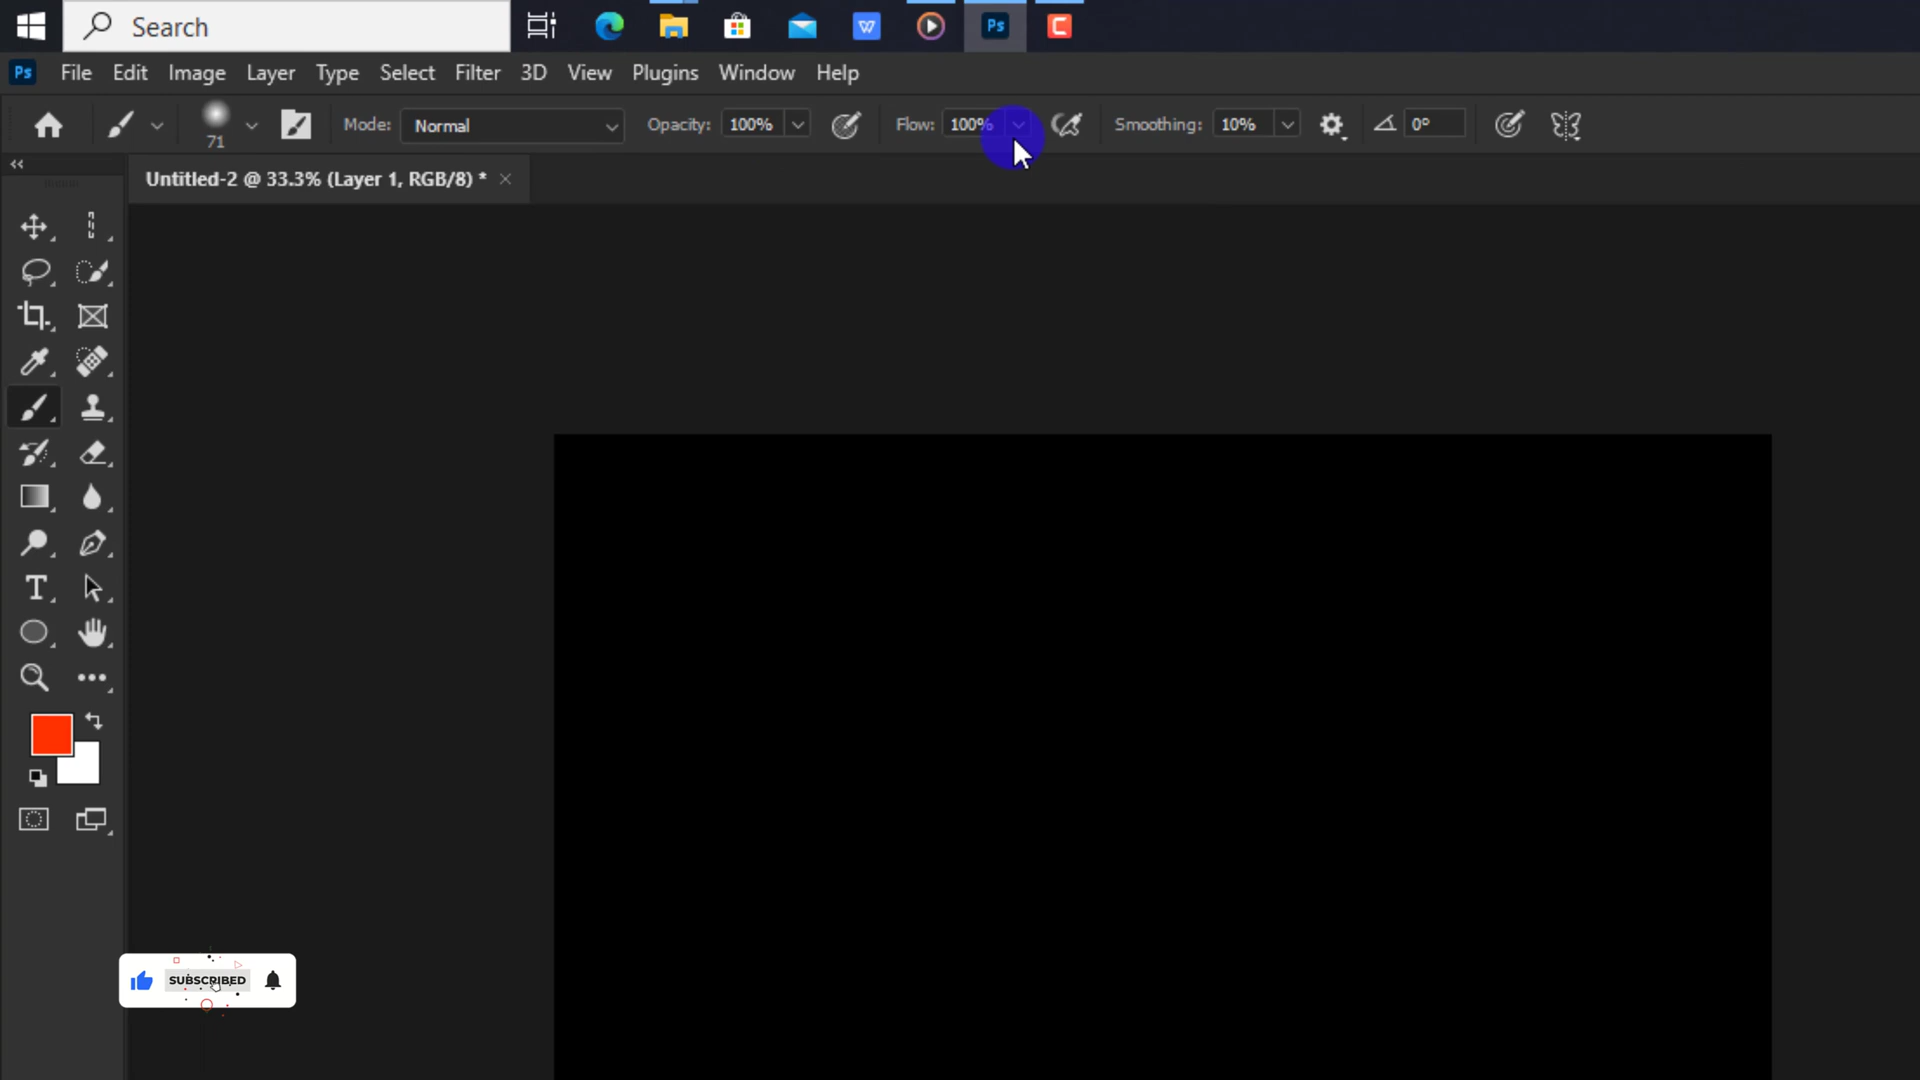 Search
Ps
C
Ps File Edit Image Layer Type Select Filter 3D View Plugins Window Help
71 Mode: Normal Opacity: 100% Flow: 100% Smoothing: 10% 0°
Untitled-2 @ 33.3% (Layer 1, RGB/8) *
SUBSCRIBED